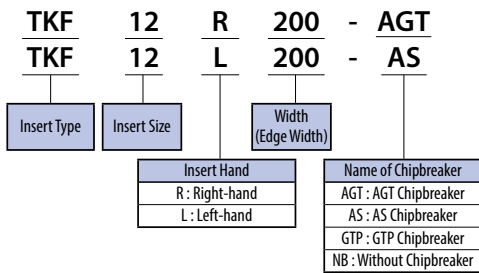 TKF 12 R 200 - AGT
TKF 12 L 200 - AS
Insert Type
Insert Size
Width
(Edge Width)
Insert Hand
R : Right-hand
L : Left-hand
Name of Chipbreaker
AGT : AGT Chipbreaker
AS : AS Chipbreaker
GTP : GTP Chipbreaker
NB : Without Chipbreaker